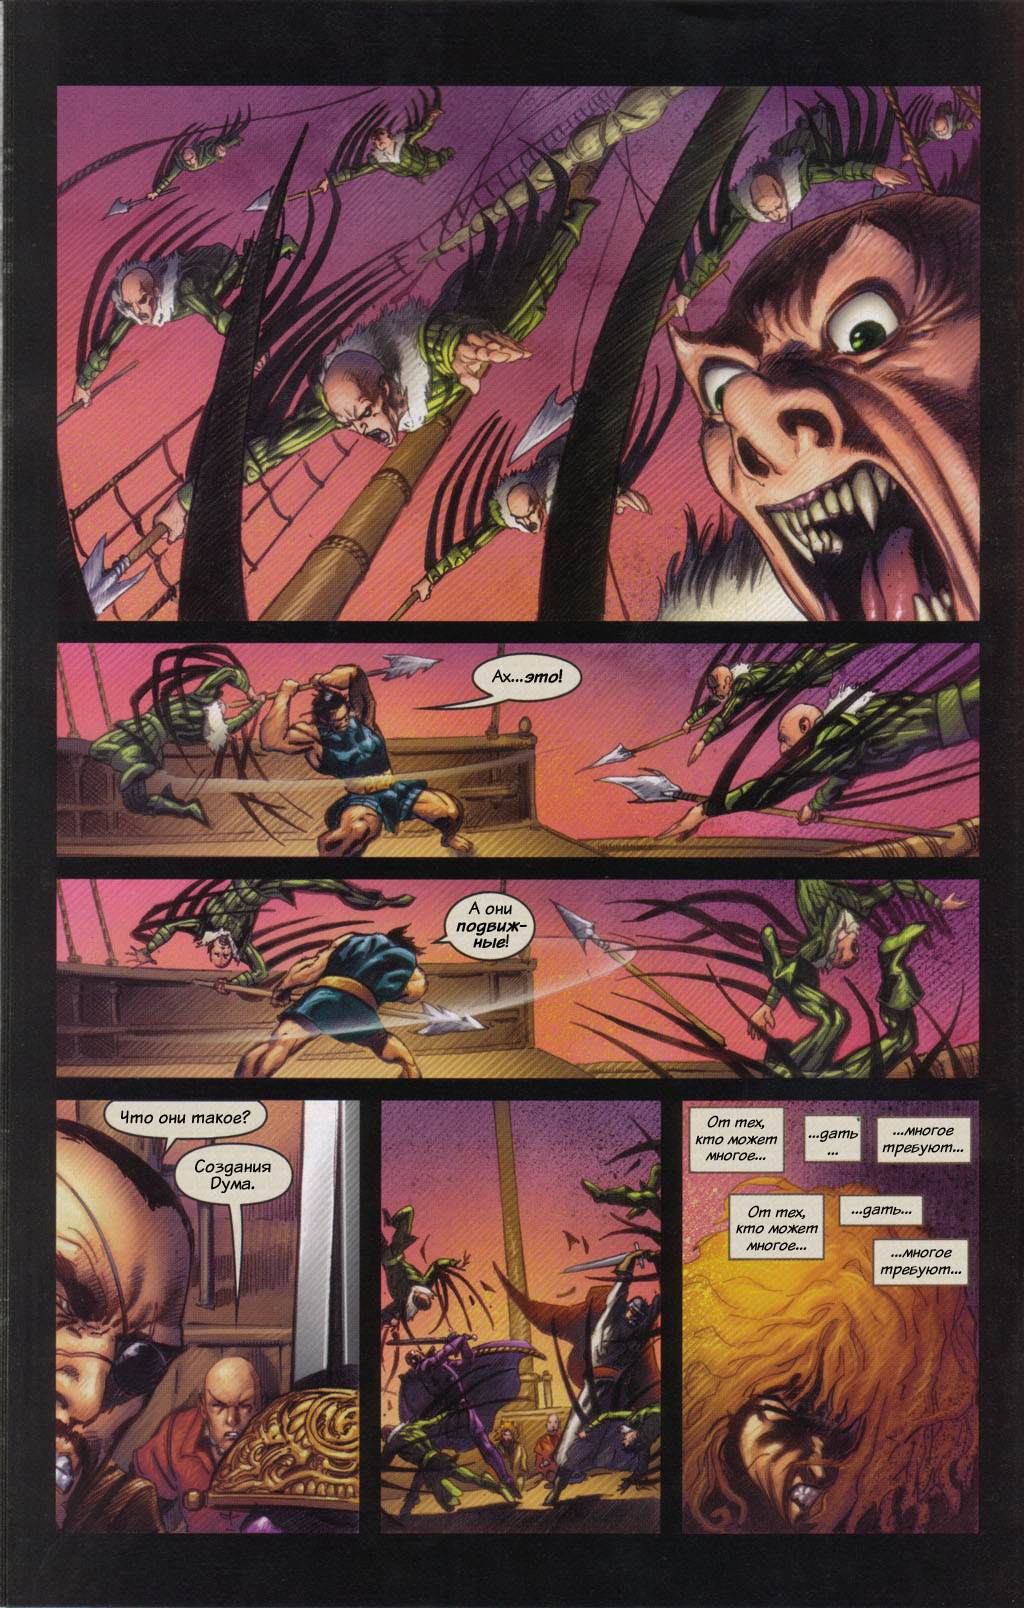 Ах...это!
А они
подвиж-
ные!
Что они такое?
Создания
Дума.
От тех,
кто может
многое...
...дать
...
...многое
требуют...
От тех,
кто может
многое...
...дать...
...многое
требуют...